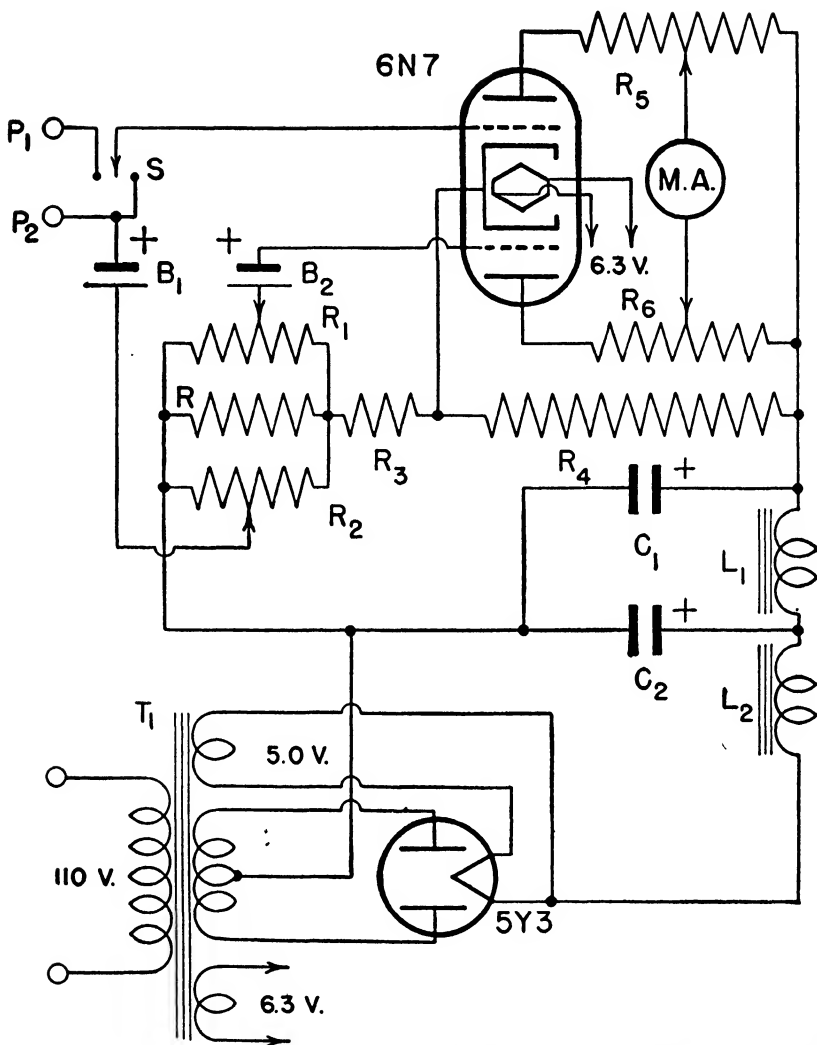 6N7
R5
P1
S
M.A.
P2
+
+
6.3 V.
B1
B2
R6
R1
R
R3
R4
+
R2
C1
L1
+
C2
L2
T1
5.0 V.
110 V.
5Y3
6.3 V.